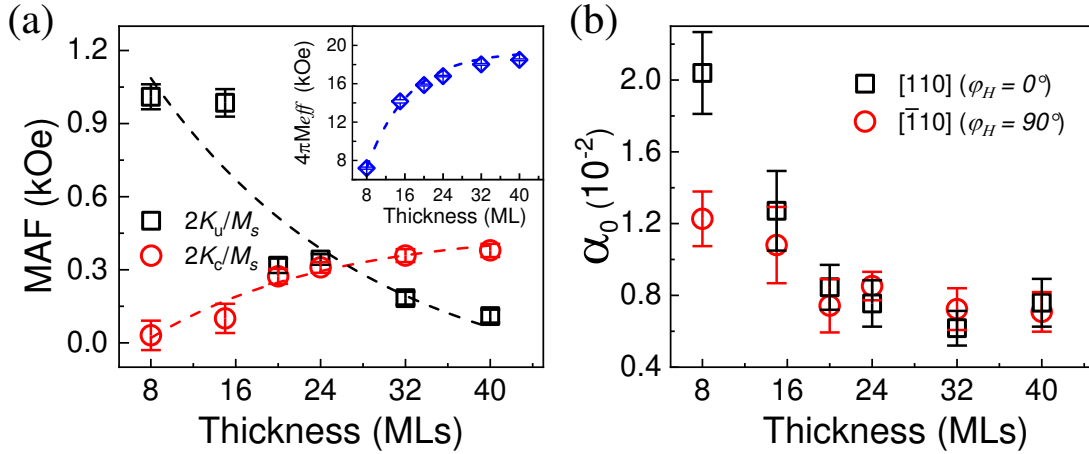 (a)
MAF (kOe)
1.2
0.9
0.6
0.3
0.0
2Ku/Ms
2Kc/Ms
8 16 24 32 40
Thickness (MLs)
4πMeff (kOe)
20
16
12
8
8 16 24 32 40
Thickness (ML)
(b)
α0 (10-2)
2.0
1.6
1.2
0.8
0.4
[110] (φH = 0°)
[1̄10] (φH = 90°)
8 16 24 32 40
Thickness (MLs)